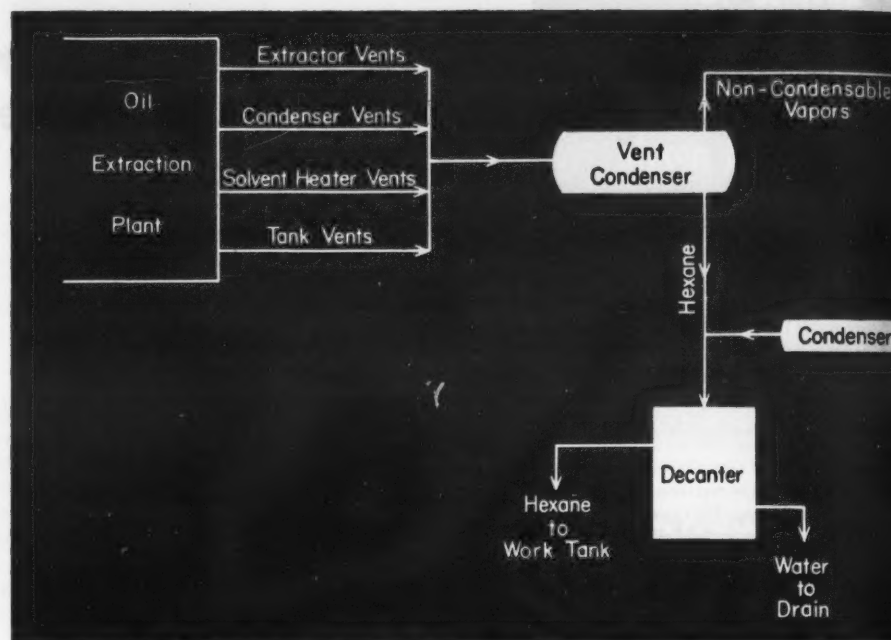 Oil
Extraction
Plant
Extractor Vents
Condenser Vents
Solvent Heater Vents
Tank Vents
Vent
Condenser
Non-Condensable
Vapors
Hexane
Condenser
Decanter
Hexane
to
Work Tank
Water
to
Drain